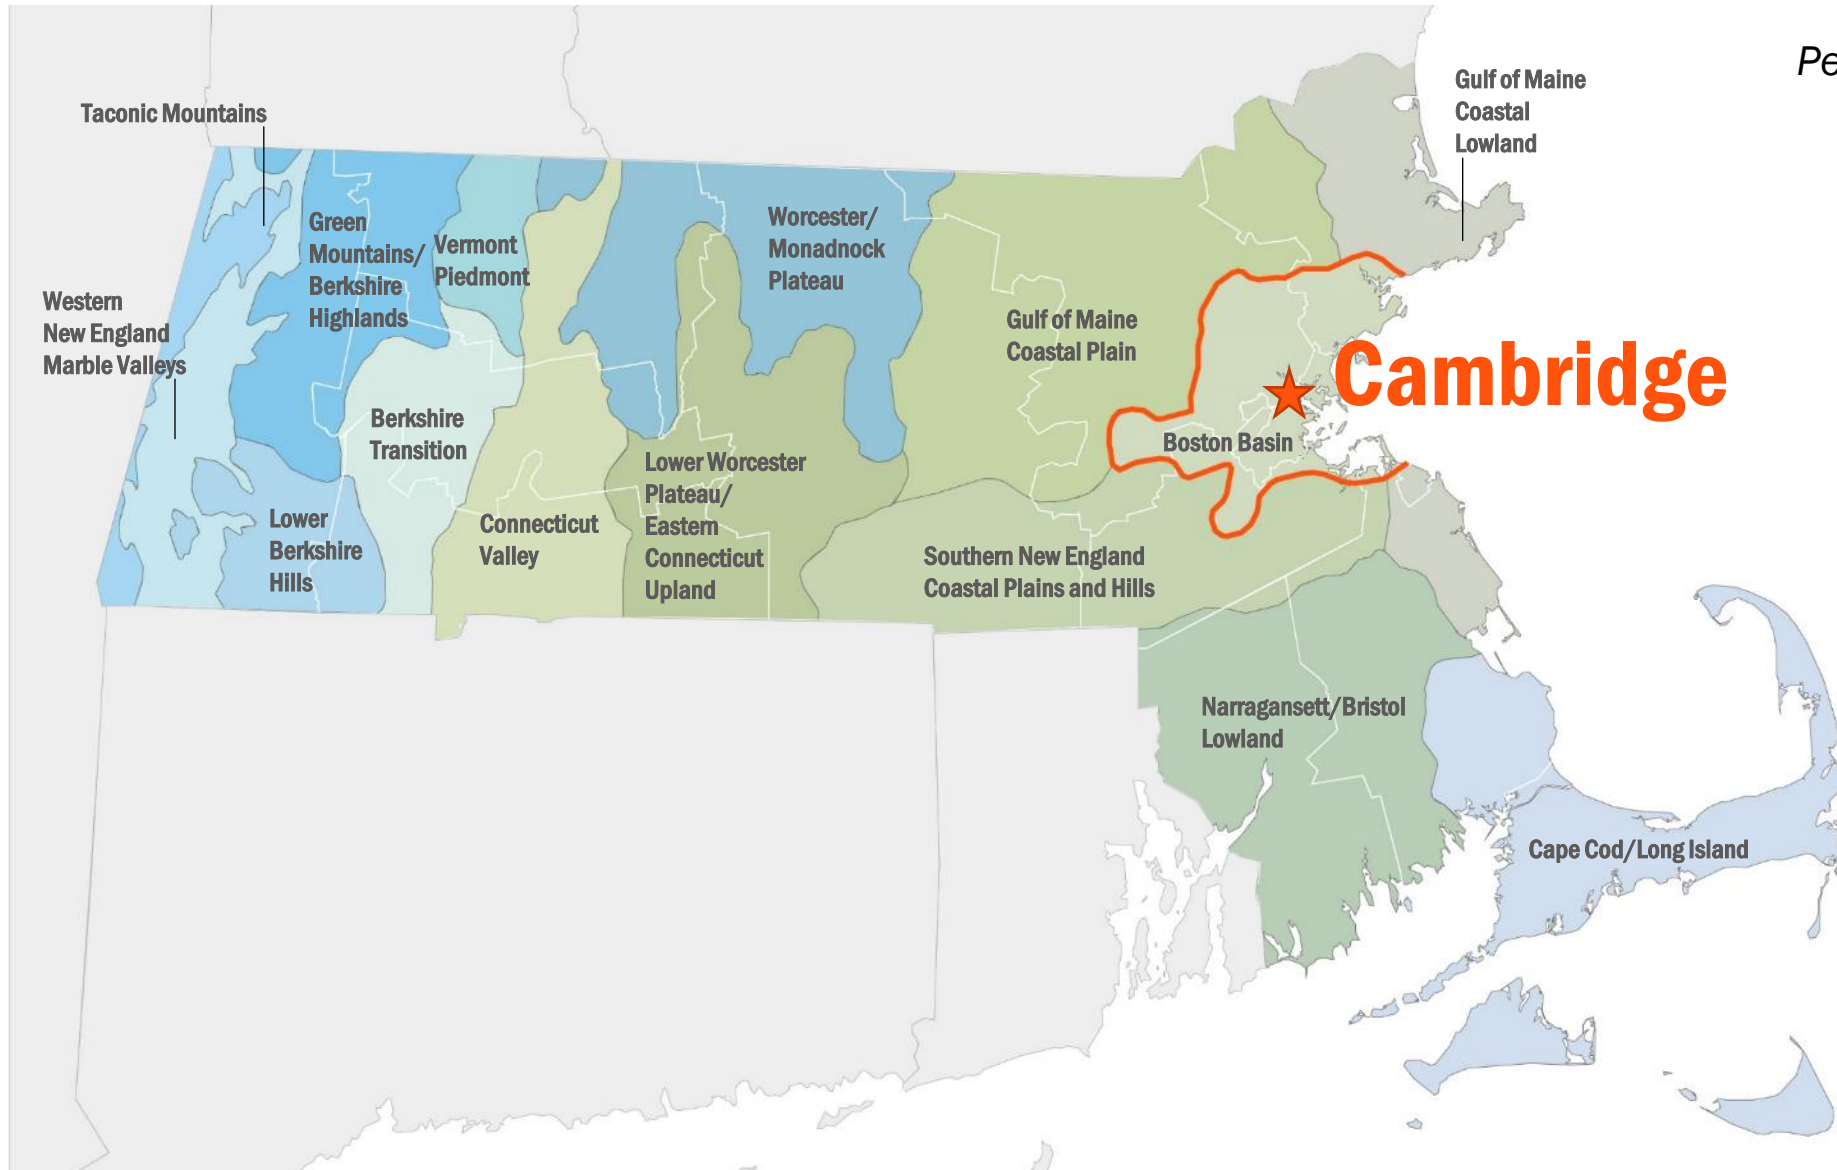 Pe
Gulf of Maine
Coastal
Lowland
Taconic Mountains
Green
Mountains/
Berkshire
Highlands
Vermont
Piedmont
Worcester/
Monadnock
Plateau
Western
New England
Marble Valleys
Gulf of Maine
Coastal Plain
Cambridge
Berkshire
Transition
Boston Basin
Lower Worcester
Plateau/
Eastern
Connecticut
Upland
Lower
Berkshire
Hills
Connecticut
Valley
Southern New England
Coastal Plains and Hills
Narragansett/Bristol
Lowland
Cape Cod/Long Island